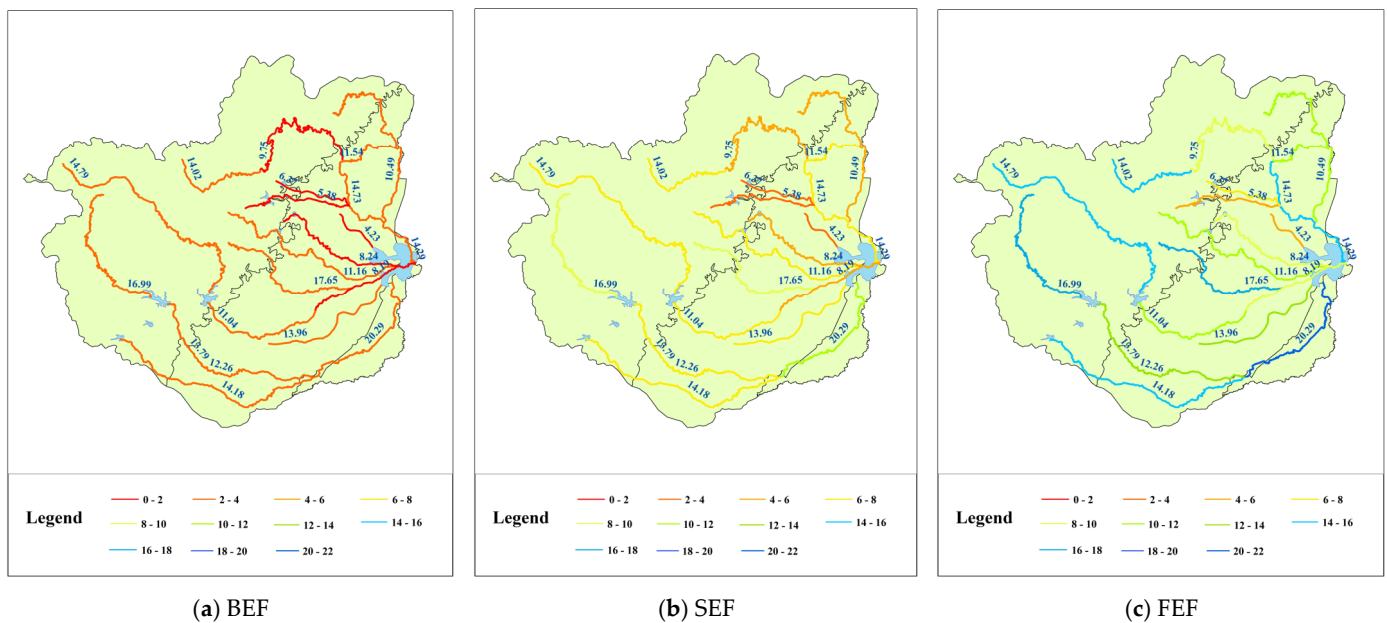 14.79
14.02
9.75
11.54
10.49
14.73
5.38
4.23
14.29
8.24
11.16
17.65
16.99
11.04
13.96
20.29
13.79
12.26
14.18
Legend
0 - 2
2 - 4
4 - 6
6 - 8
8 - 10
10 - 12
12 - 14
14 - 16
16 - 18
18 - 20
20 - 22
(a) BEF
14.79
14.02
9.75
11.54
10.49
14.73
5.38
4.23
14.29
8.24
11.16
8.19
17.65
16.99
11.04
13.96
20.29
13.79
12.26
14.18
Legend
0 - 2
2 - 4
4 - 6
6 - 8
8 - 10
10 - 12
12 - 14
14 - 16
16 - 18
18 - 20
20 - 22
(b) SEF
14.79
14.02
9.75
11.54
10.49
14.73
5.38
4.23
14.29
8.24
11.16
8.19
17.65
16.99
11.04
13.96
20.29
13.79
12.26
14.18
Legend
0 - 2
2 - 4
4 - 6
6 - 8
8 - 10
10 - 12
12 - 14
14 - 16
16 - 18
18 - 20
20 - 22
(c) FEF